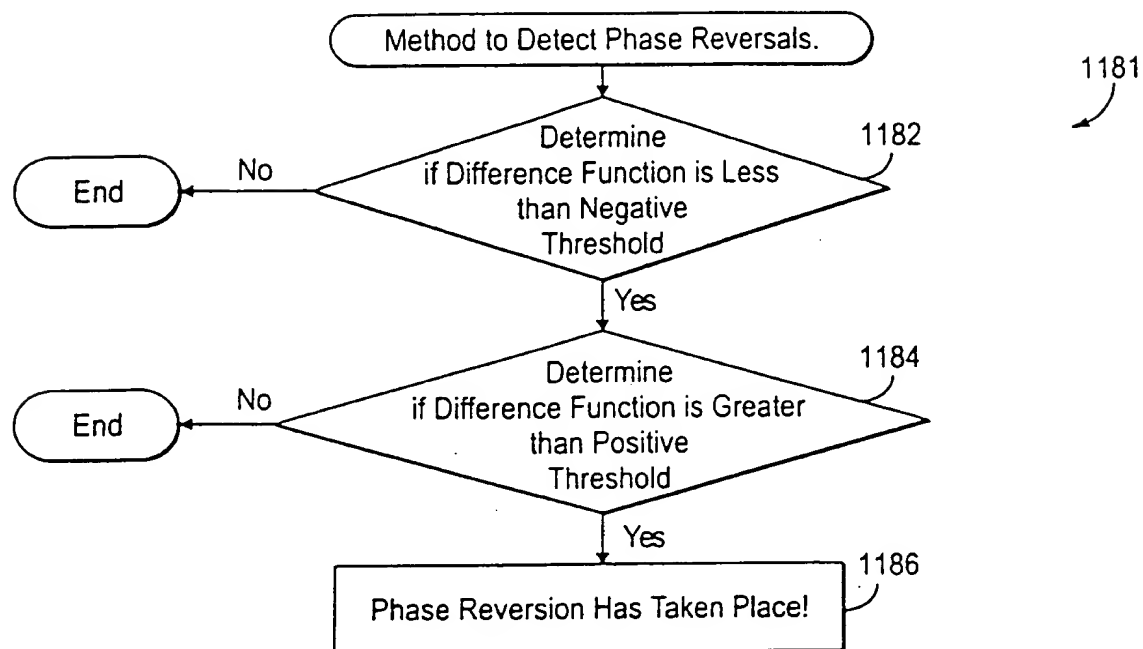 Method to Detect Phase Reversals.
1181
Determine
if Difference Function is Less
than Negative
Threshold
1182
No
End
Yes
Determine
if Difference Function is Greater
than Positive
Threshold
1184
No
End
Yes
Phase Reversion Has Taken Place!
1186